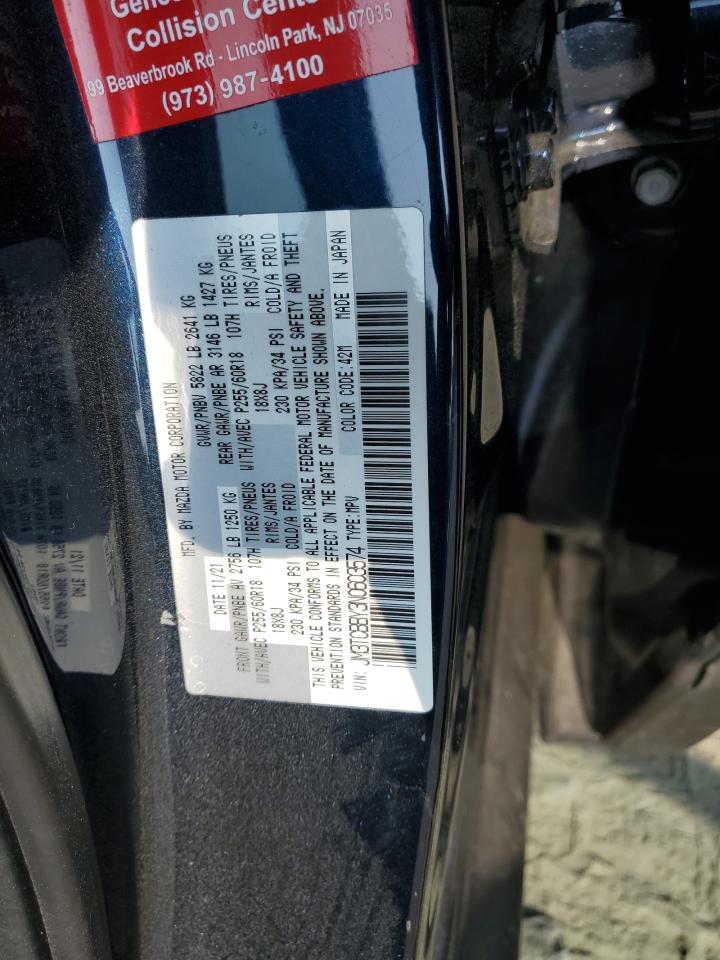 Collision Cente
99 Beaverbrook Rd - Lincoln Park, NJ 07035
(973) 987-4100
MFD. BY MAZDA MOTOR CORPORATION
DATE 11/21 GVWR/PNBV 5822 LB 2641 KG
FRONT GAWR/PNBE AV 2756 LB 1250 KG REAR GAWR/PNBE AR 3146 LB 1427 KG
WITH/AVEC P255/60R18 107H TIRES/PNEUS WITH/AVEC P255/60R18 107H TIRES/PNEUS
18X8J RIMS/JANTES 18X8J RIMS/JANTES
230 KPA/34 PSI COLD/A FROID 230 KPA/34 PSI COLD/A FROID
THIS VEHICLE CONFORMS TO ALL APPLICABLE FEDERAL MOTOR VEHICLE SAFETY AND THEFT
PREVENTION STANDARDS IN EFFECT ON THE DATE OF MANUFACTURE SHOWN ABOVE.
VIN: JM3TCBBY3N0603574 TYPE:MPV COLOR CODE:42M MADE IN JAPAN